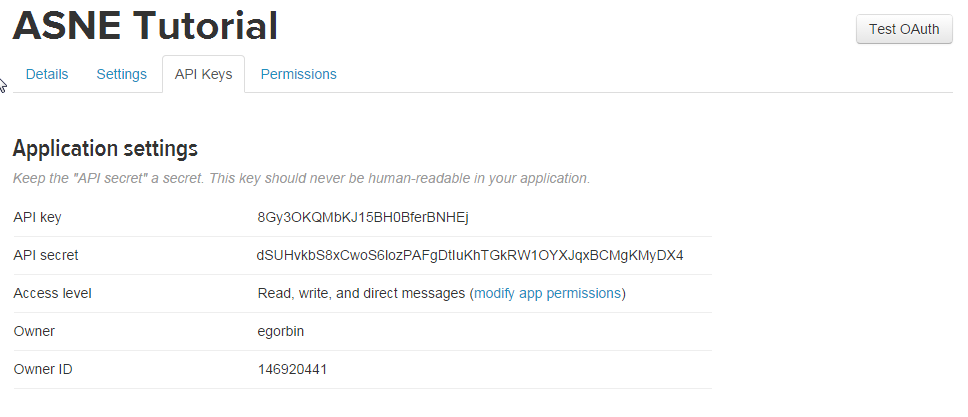 ASNE Tutorial
Test OAuth
Details Settings API Keys Permissions
Application settings
Keep the "API secret" a secret. This key should never be human-readable in your application.
API key 8Gy3OKQMbKJ15BH0BferBNHEj
API secret dSUHvkbS8xCwoS6IozPAFgDtIuKhTGkRW1OYXJqxBCMgKMyDX4
Access level Read, write, and direct messages (modify app permissions)
Owner egorbin
Owner ID 146920441